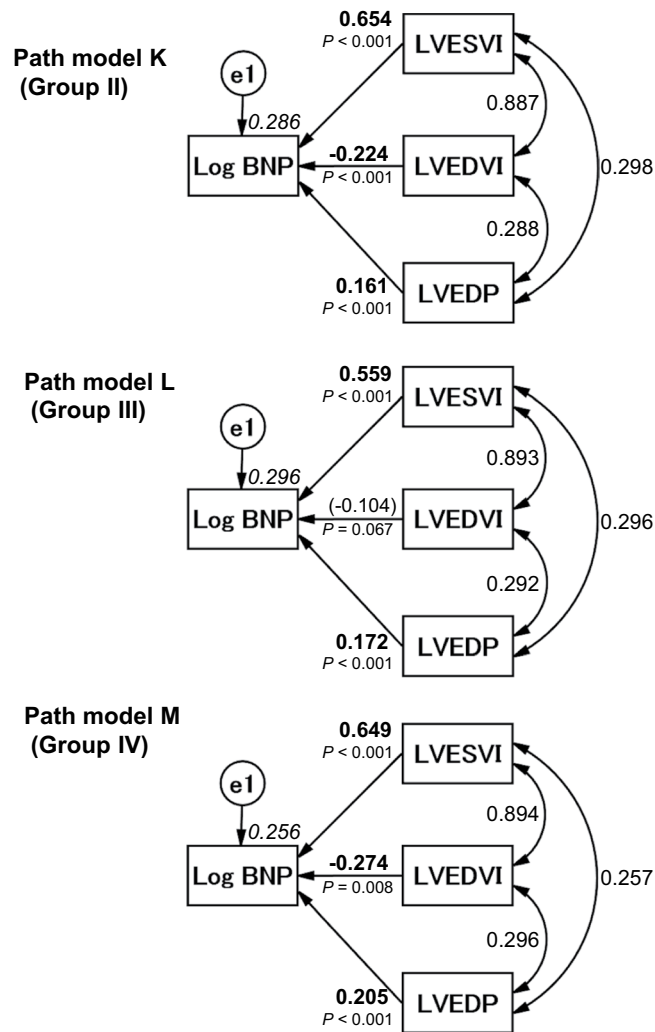 Path model K
(Group II)
e1
0.286
Log BNP
0.654
P < 0.001
LVESVI
0.887
-0.224
P < 0.001
LVEDVI
0.298
0.288
0.161
P < 0.001
LVEDP
Path model L
(Group III)
e1
0.296
Log BNP
0.559
P < 0.001
LVESVI
0.893
(-0.104)
P = 0.067
LVEDVI
0.296
0.292
0.172
P < 0.001
LVEDP
Path model M
(Group IV)
e1
0.256
Log BNP
0.649
P < 0.001
LVESVI
0.894
-0.274
P = 0.008
LVEDVI
0.257
0.296
0.205
P < 0.001
LVEDP